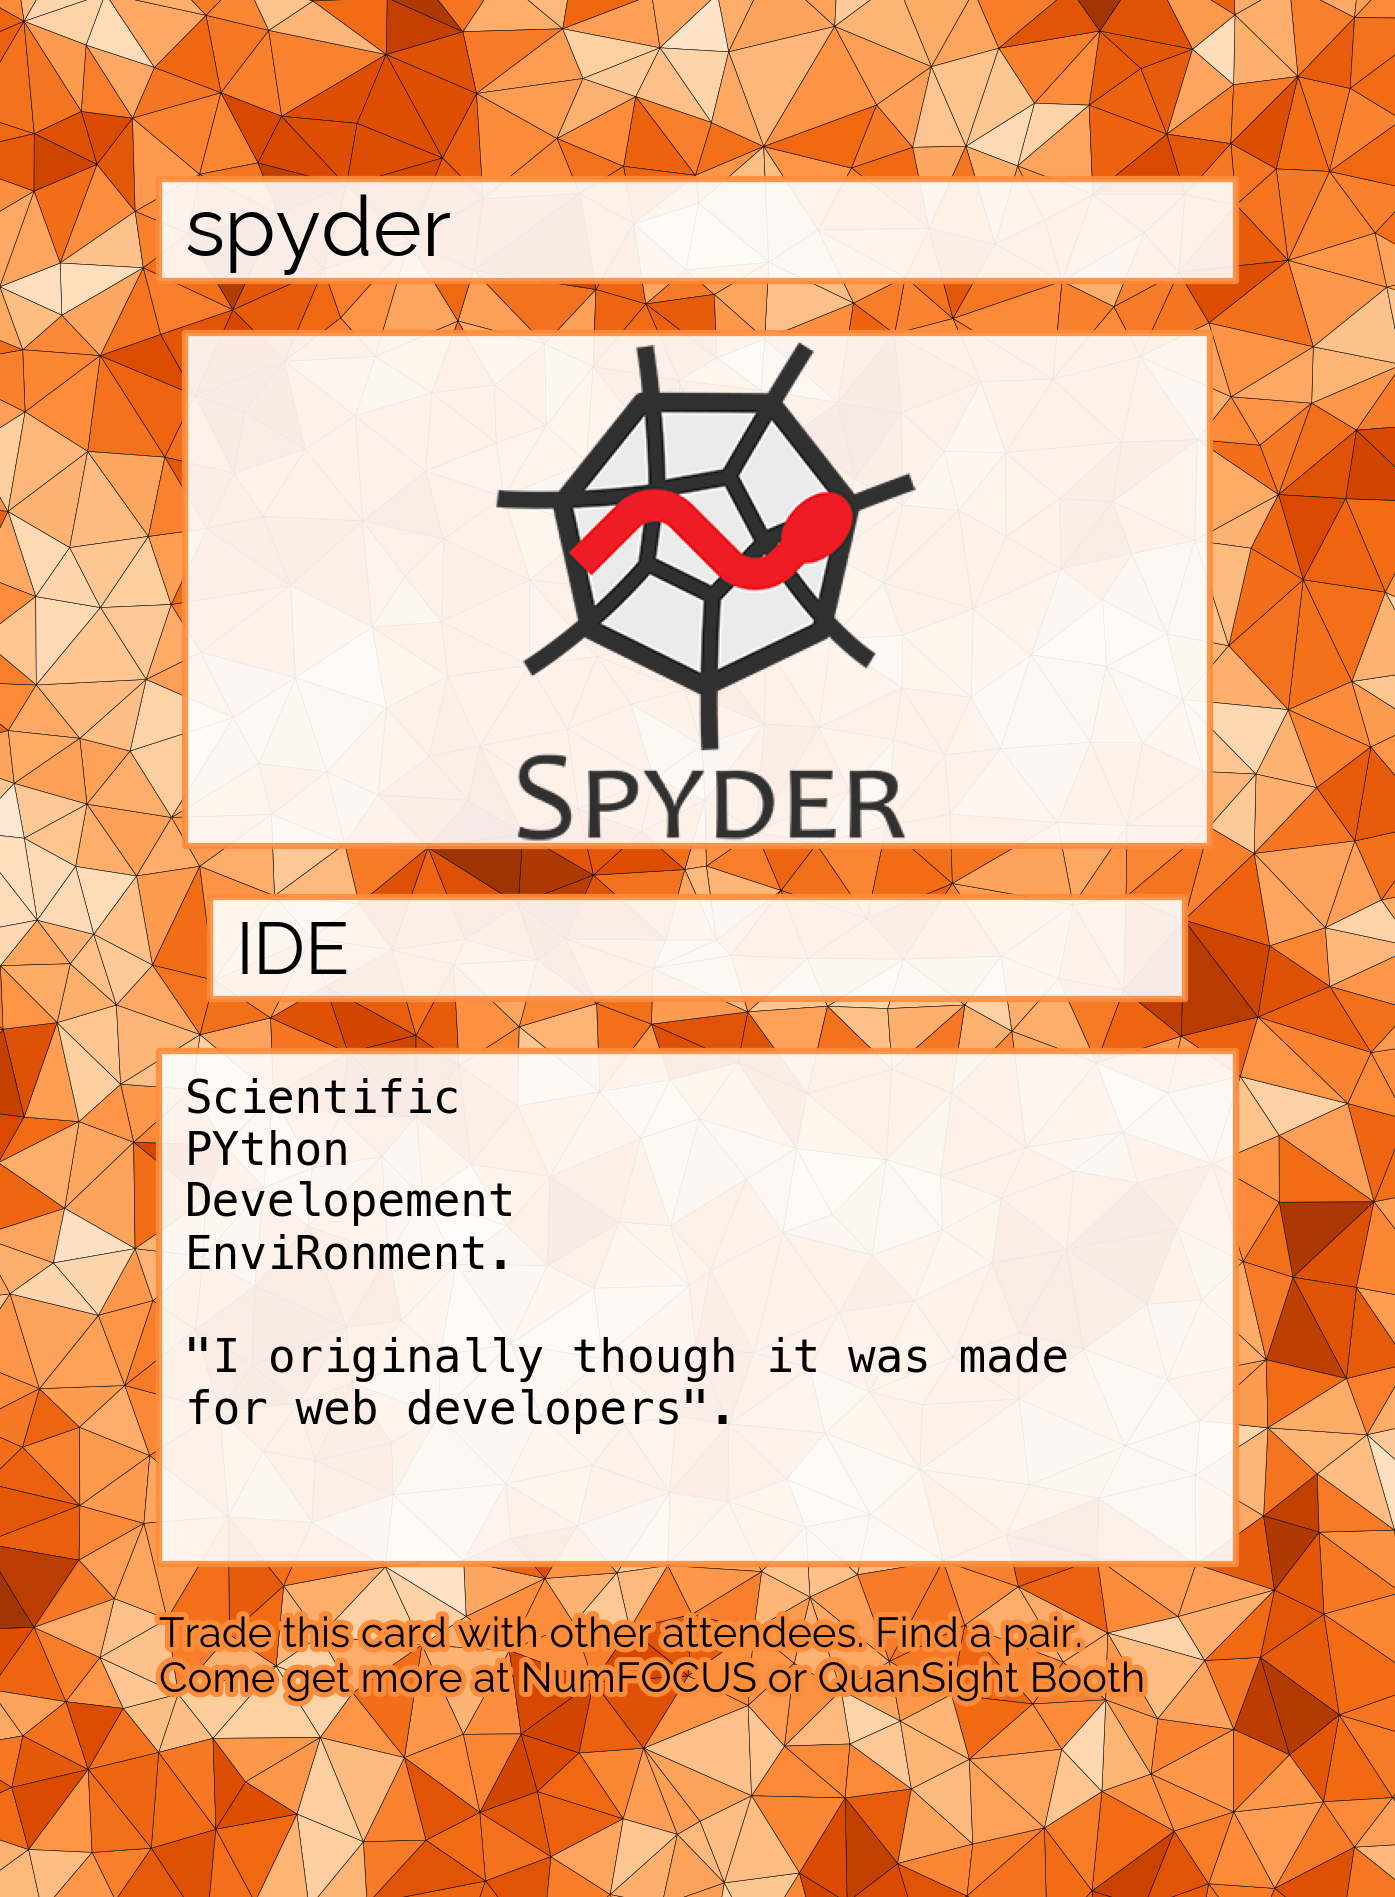 spyder
SPYDER
IDE
Scientific
PYthon
Developement
EnviRonment.
"I originally though it was made
for web developers".
Trade this card with other attendees. Find a pair.
Come get more at NumFOCUS or QuanSight Booth